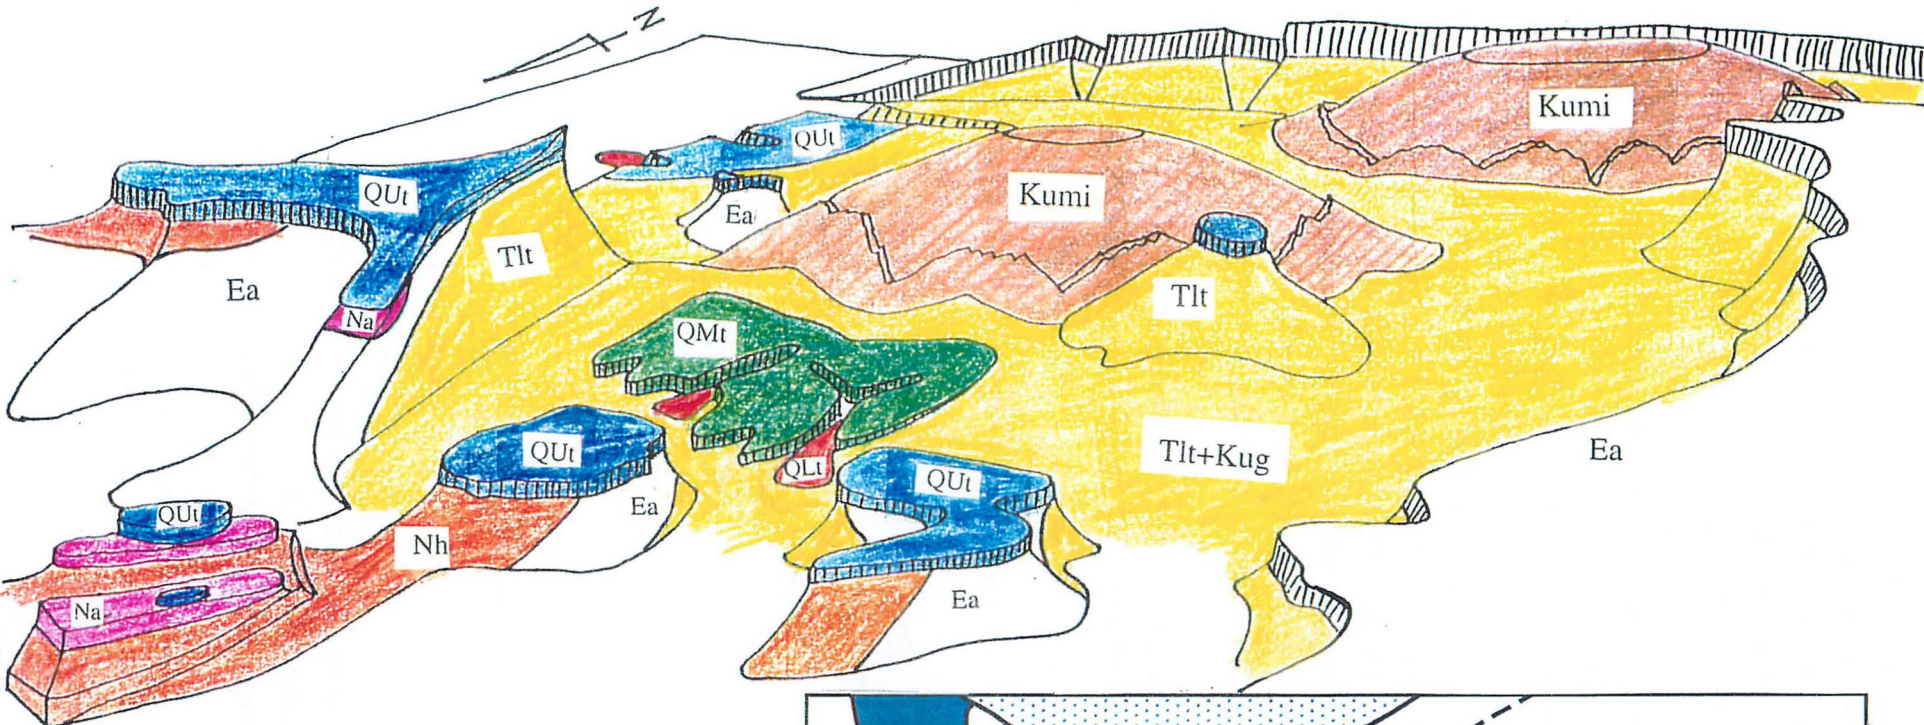 N
Kumi
QUt
QUt
Kumi
Ea
Tlt
Ea
Tlt
Na
QMt
QUt
Tlt+Kug
Ea
QLt
QUt
Ea
QUt
Nh
Ea
Na